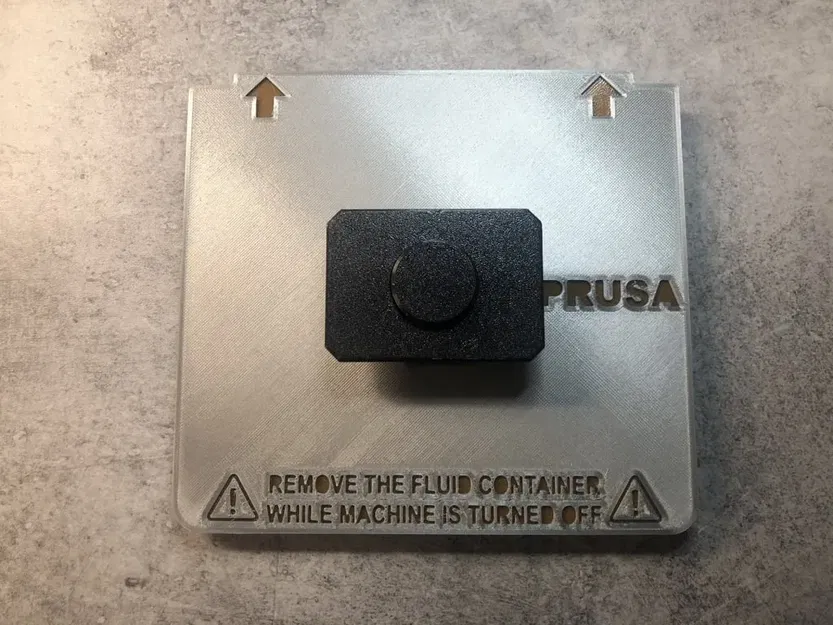 PRUSA
REMOVE THE FLUID CONTAINER
WHILE MACHINE IS TURNED OFF